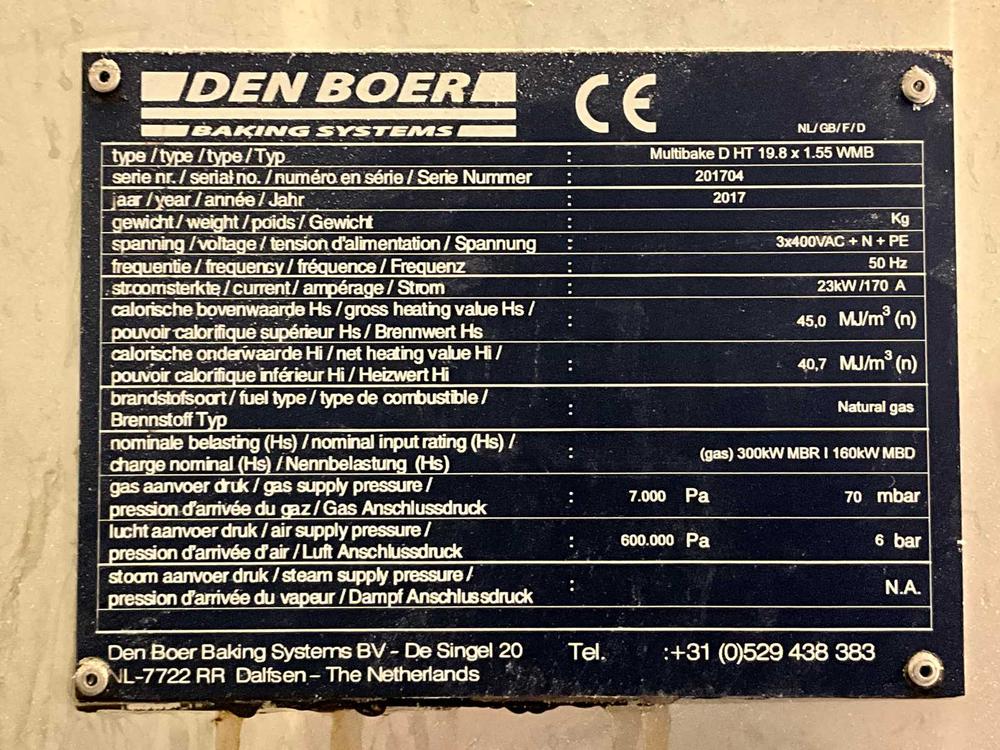 DEN BOER
BAKING SYSTEMS
CE
NL/GB/F/D
type / type / type / Typ : Multibake D HT 19.8 x 1.55 WMB
serie nr. / serial no. / numéro en série / Serie Nummer : 201704
jaar / year / année / Jahr : 2017
gewicht / weight / poids / Gewicht : Kg
spanning / voltage / tension d'alimentation / Spannung : 3x400VAC + N + PE
frequentie / frequency / fréquence / Frequenz : 50 Hz
stroomsterkte / current / ampérage / Strom : 23kW /170 A
calorische bovenwaarde Hs / gross heating value Hs /
pouvoir calorifique supérieur Hs / Brennwert Hs : 45,0 MJ/m³ (n)
calorische onderwaarde Hi / net heating value Hi /
pouvoir calorifique inférieur Hi / Heizwert Hi : 40,7 MJ/m³ (n)
brandstofsoort / fuel type / type de combustible /
Brennstoff Typ : Natural gas
nominale belasting (Hs) / nominal input rating (Hs) /
charge nominal (Hs) / Nennbelastung (Hs) : (gas) 300kW MBR I 160kW MBD
gas aanvoer druk / gas supply pressure /
pression d'arrivée du gaz / Gas Anschlussdruck : 7.000 Pa 70 mbar
lucht aanvoer druk / air supply pressure /
pression d'arrivée d'air / Luft Anschlussdruck : 600.000 Pa 6 bar
stoom aanvoer druk / steam supply pressure /
pression d'arrivée du vapeur / Dampf Anschlussdruck : N.A.
Den Boer Baking Systems BV - De Singel 20 Tel. :+31 (0)529 438 383
NL-7722 RR Dalfsen – The Netherlands